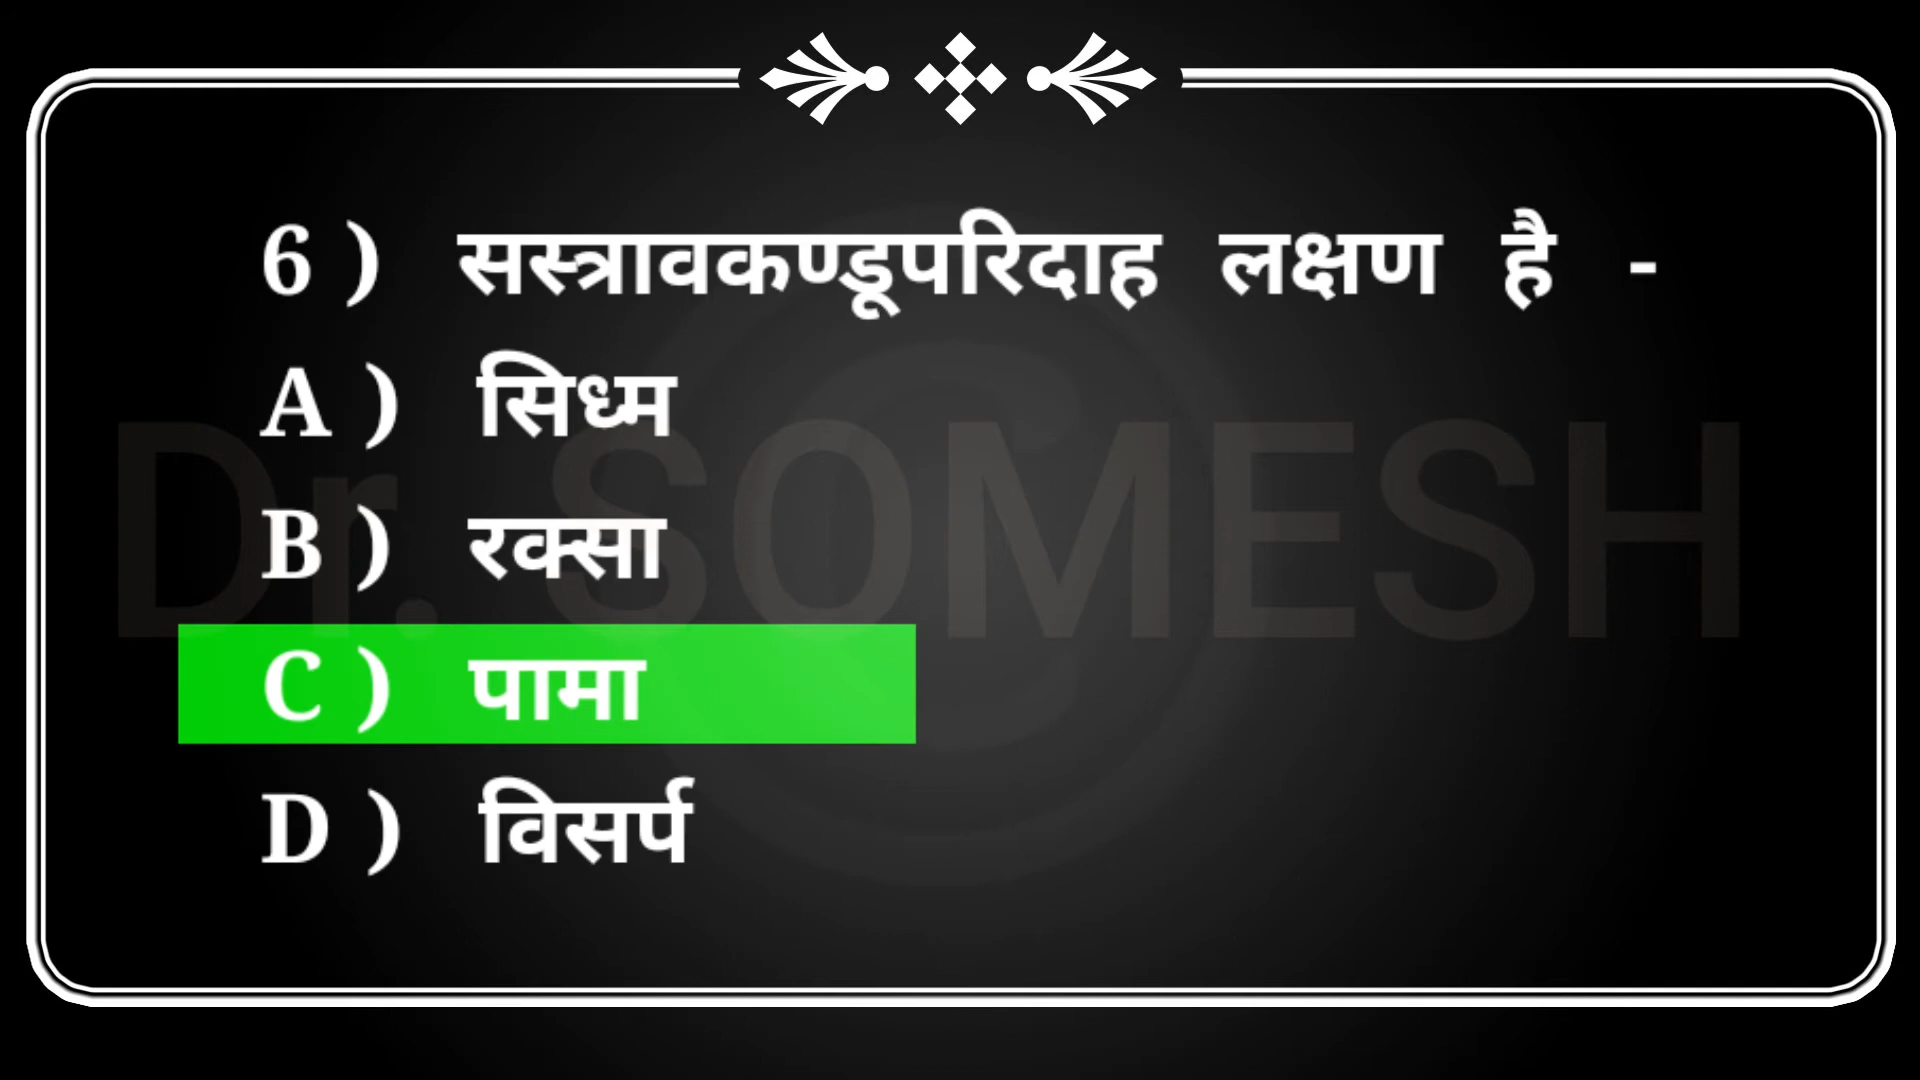 6 ) सस्त्रावकण्डूपरिदाह लक्षण है -
A ) सिध्म
B ) रक्सा
Dr. SOMESH
C ) पामा
D ) विसर्प